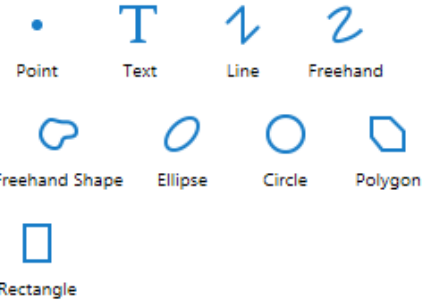 Point Text Line Freehand
Freehand Shape Ellipse Circle Polygon
Rectangle